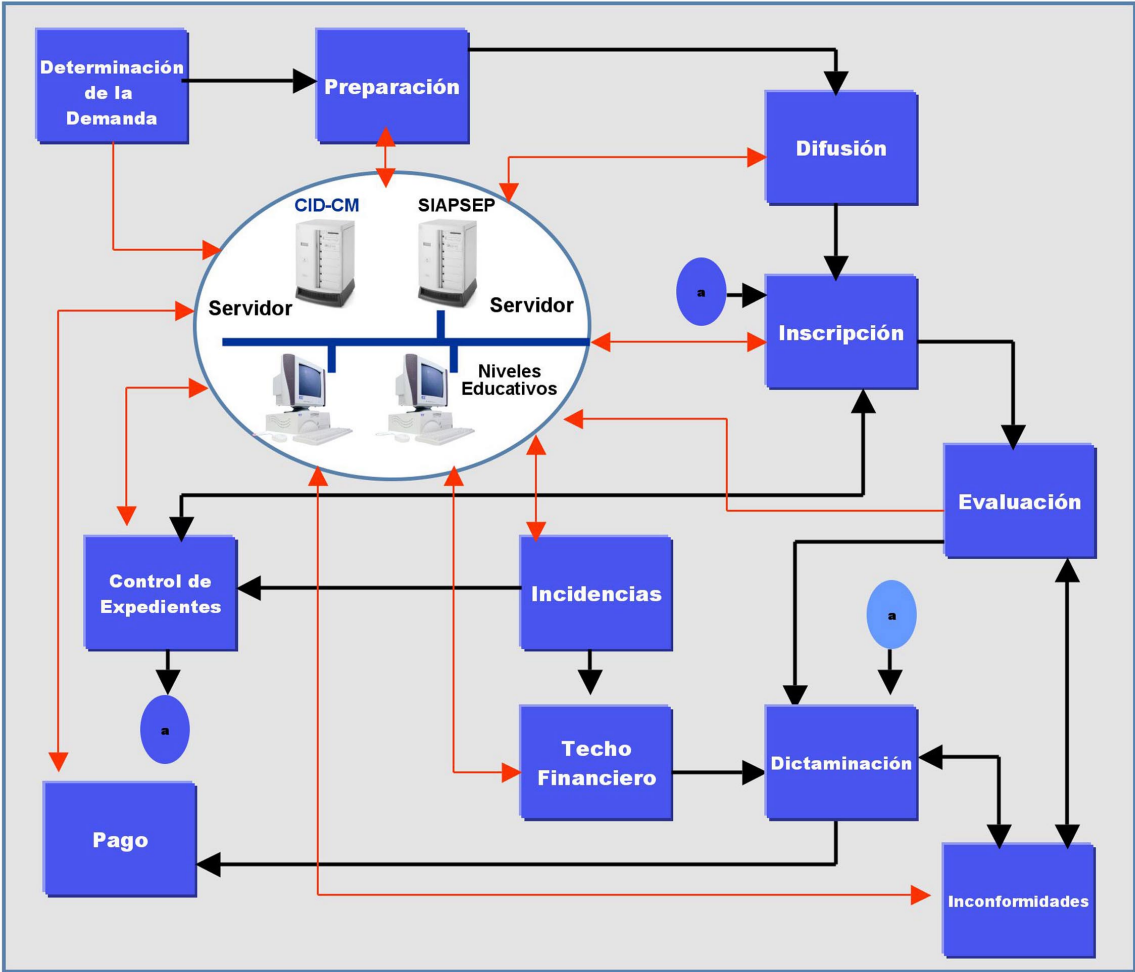 Determinación
de la
Demanda
Preparación
Difusión
CID-CM
SIAPSEP
Servidor
Servidor
Niveles
Educativos
a
Inscripción
Evaluación
Control de
Expedientes
Incidencias
a
a
Techo
Financiero
Dictaminación
Pago
Inconformidades